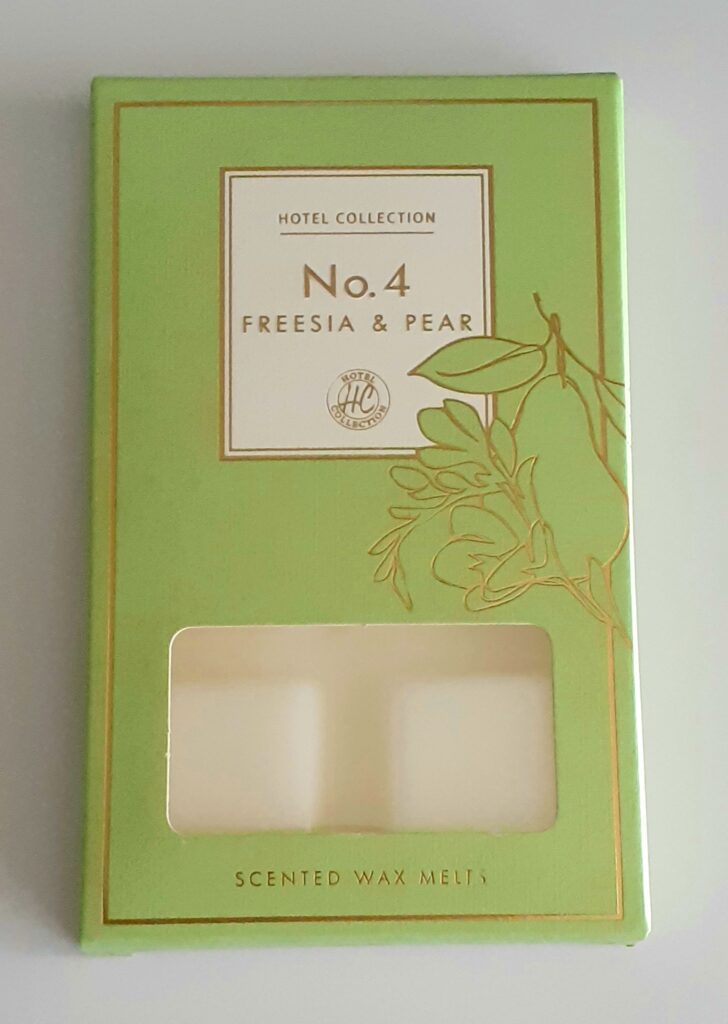 HOTEL COLLECTION
No. 4
FREESIA & PEAR
HOTEL
HC
COLLECTION
SCENTED WAX MELTS